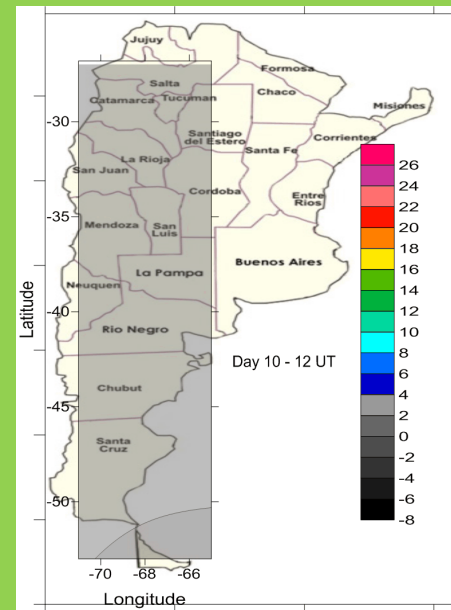 Jujuy
Salta
Formosa
Chaco
Catamarca
Tucuman
Misiones
-30
Santiago
del Estero
Corrientes
La Rioja
Santa Fe
San Juan
26
24
Cordoba
Entre
Rios
22
-35
Mendoza
San
Luis
20
18
La Pampa
Buenos Aires
16
Neuquen
14
-40
12
Rio Negro
10
Latitude
Day 10 - 12 UT
8
6
Chubut
4
-45
2
Santa
Cruz
0
-2
-4
-50
-6
-8
-70
-68
-66
Longitude